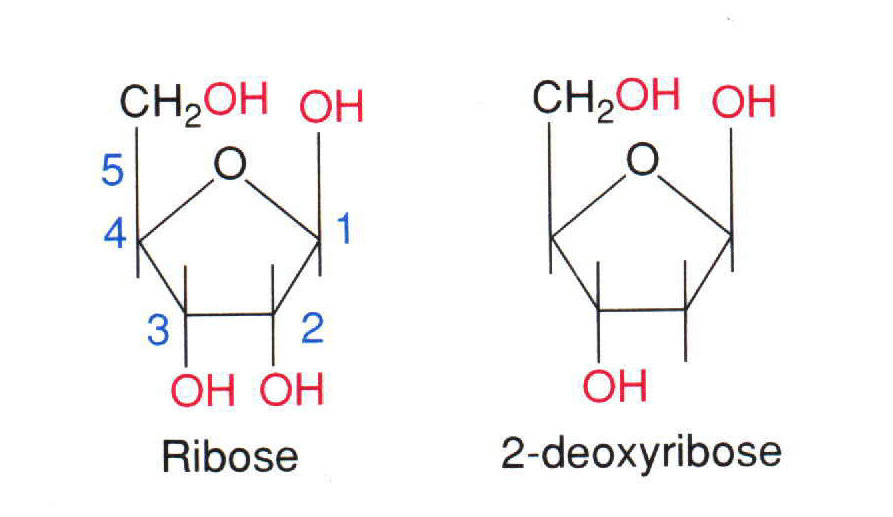 CH2OH OH
O
5
4
1
3
2
OH OH
Ribose
CH2OH OH
O
OH
2-deoxyribose